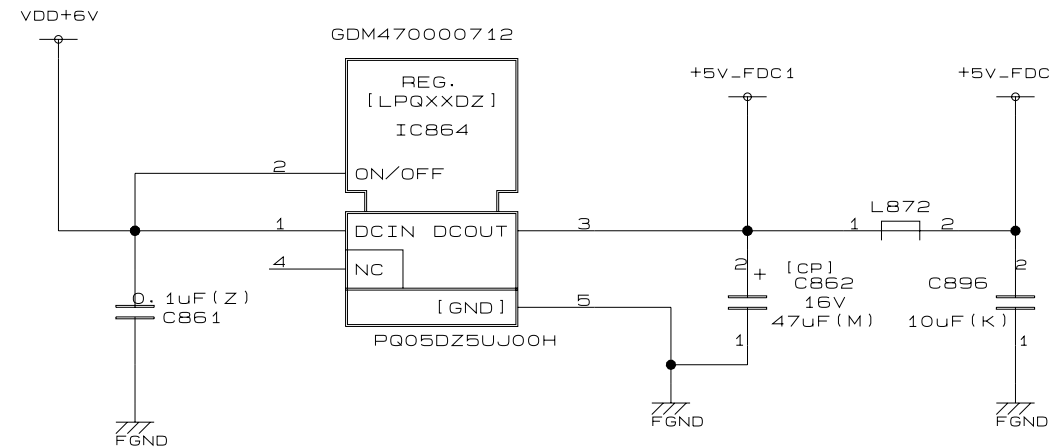 VDD+6V
GDM470000712
REG.
[LPQXXDZ]
IC864
+5V_FDC1
+5V_FDC
2
ON/OFF
L872
1
DCIN
DCOUT
3
1
2
4
NC
2
+
[CP]
C862
16V
47uF(M)
2
C896
10uF(K)
0.1uF(Z)
C861
[GND]
5
PQ05DZ5UJ00H
1
1
FGND
FGND
FGND